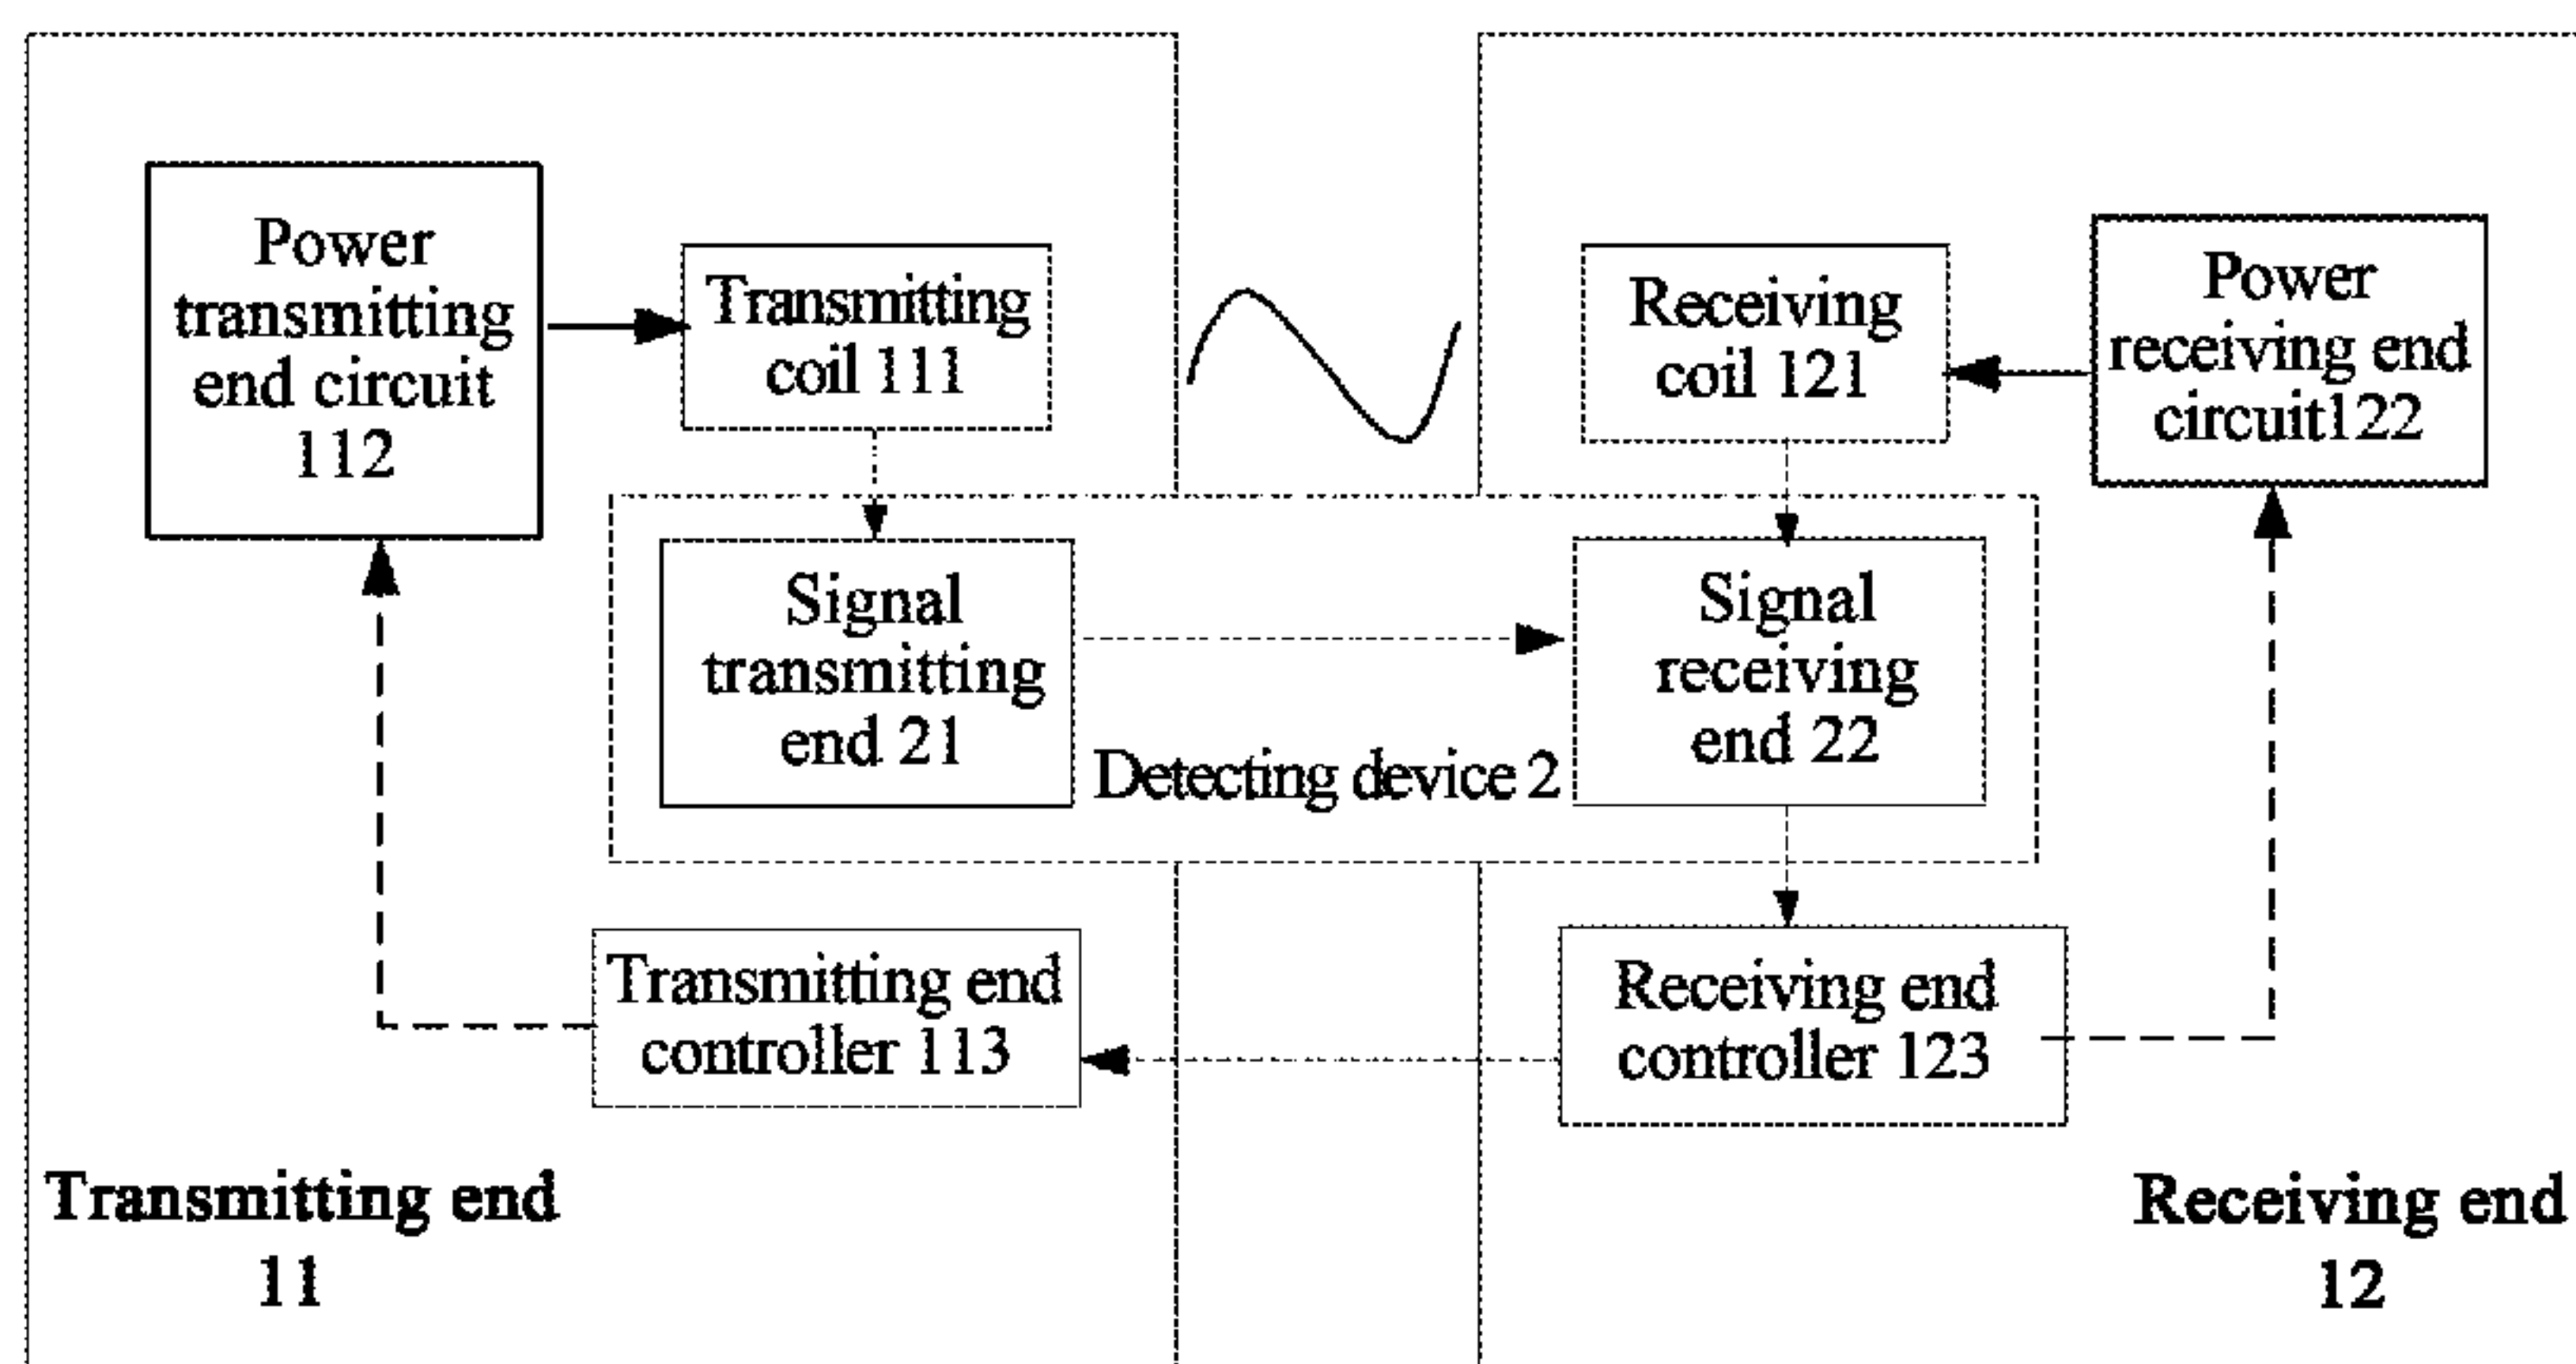 Power
transmitting
end circuit
112
Transmitting
coil 111
Receiving
coil 121
Power
receiving end
circuit122
Signal
transmitting
end 21
Detecting device 2
Signal
receiving
end 22
Transmitting end
controller 113
Receiving end
controller 123
Transmitting end
11
Receiving end
12